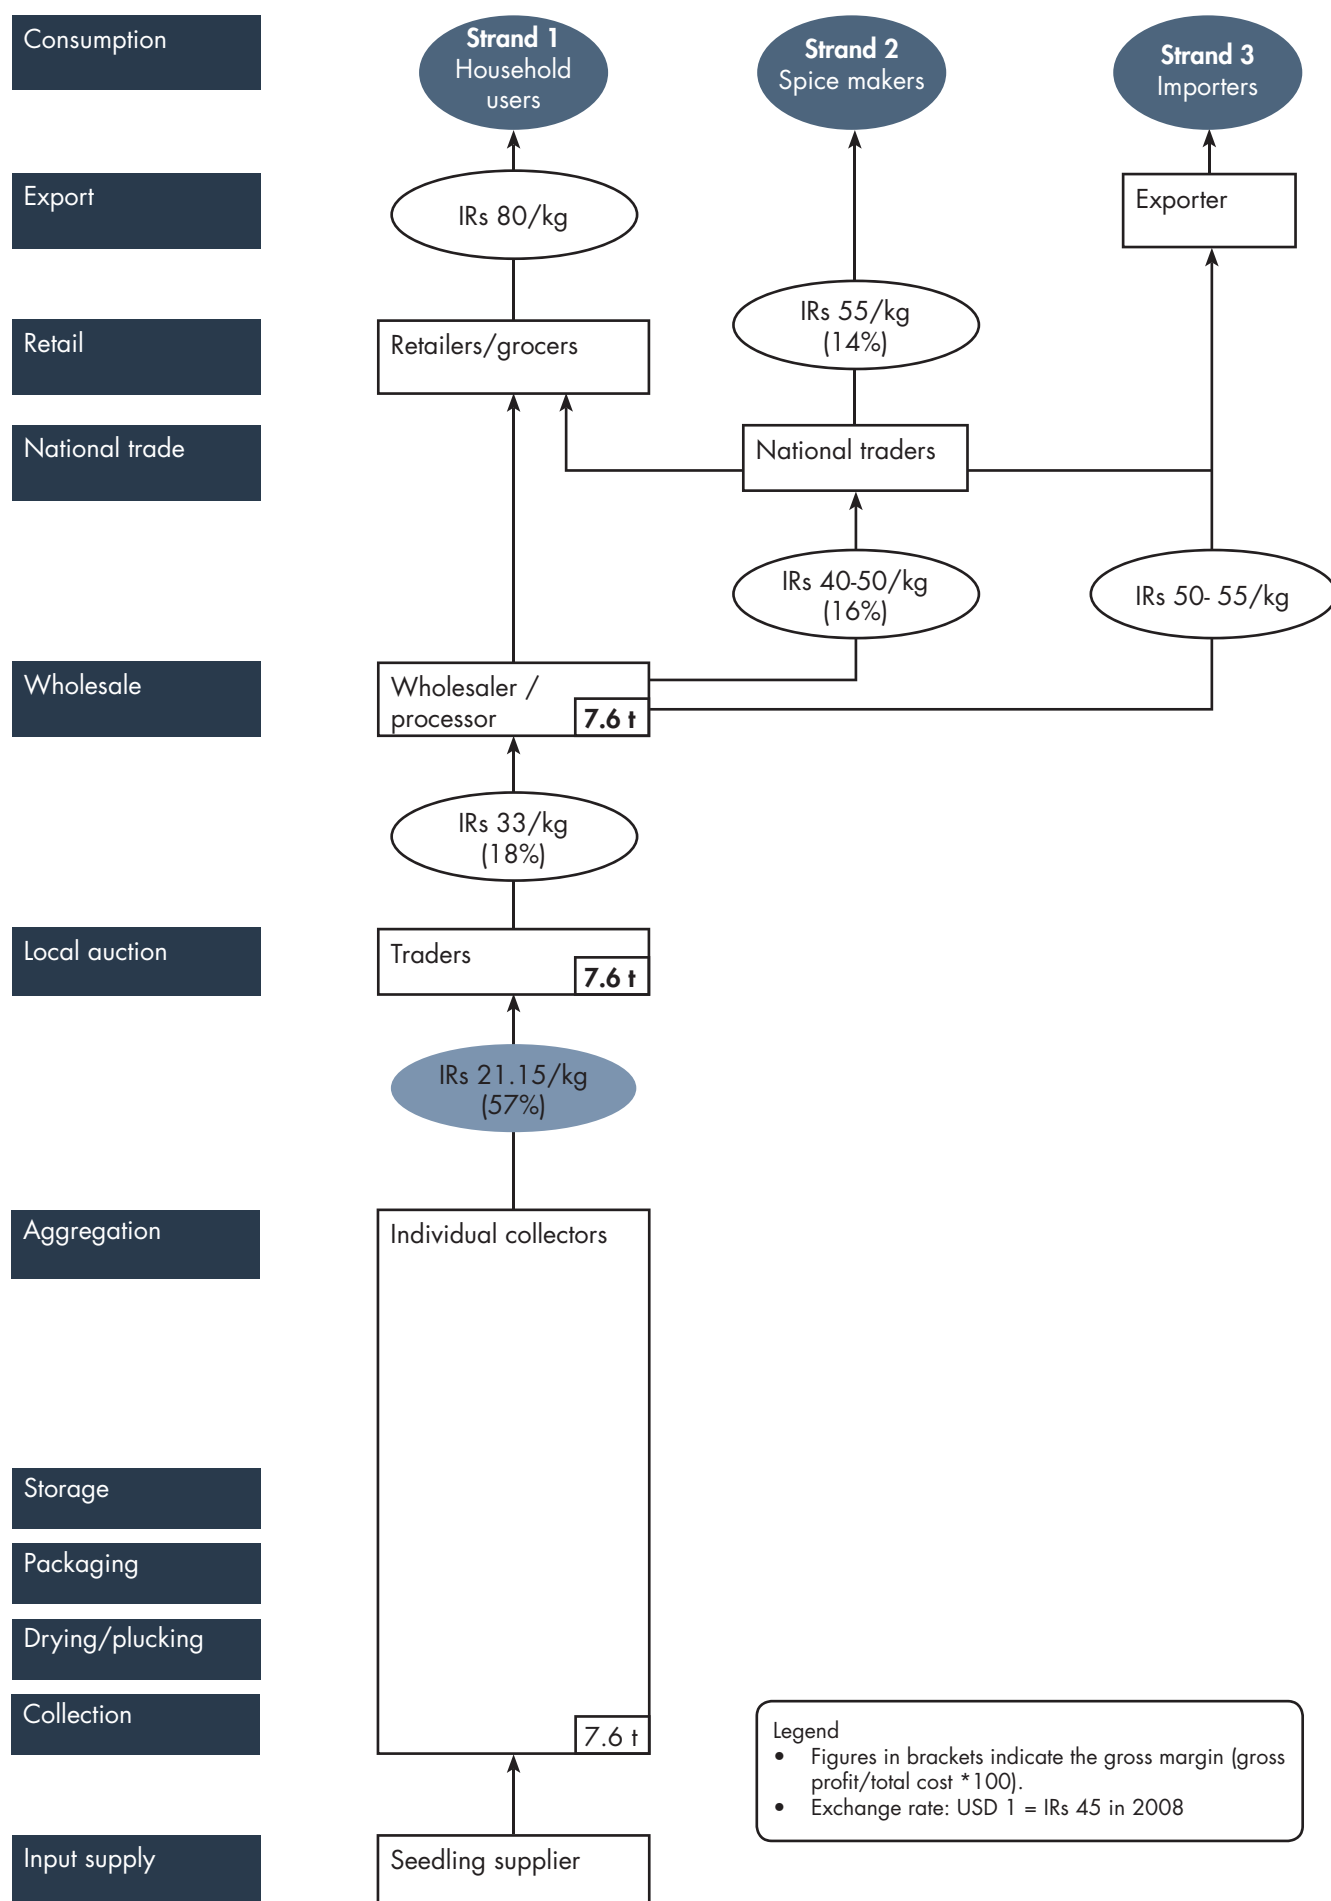 Consumption
Strand 1
Household
users
Strand 2
Spice makers
Strand 3
Importers
Export
IRs 80/kg
Exporter
Retail
Retailers/grocers
IRs 55/kg
(14%)
National trade
National traders
IRs 40-50/kg
(16%)
IRs 50- 55/kg
Wholesale
Wholesaler /
processor
7.6 t
IRs 33/kg
(18%)
Local auction
Traders
7.6 t
IRs 21.15/kg
(57%)
Aggregation
Individual collectors
Storage
Packaging
Drying/plucking
Collection
7.6 t
Legend
• Figures in brackets indicate the gross margin (gross
profit/total cost *100).
• Exchange rate: USD 1 = IRs 45 in 2008
Input supply
Seedling supplier